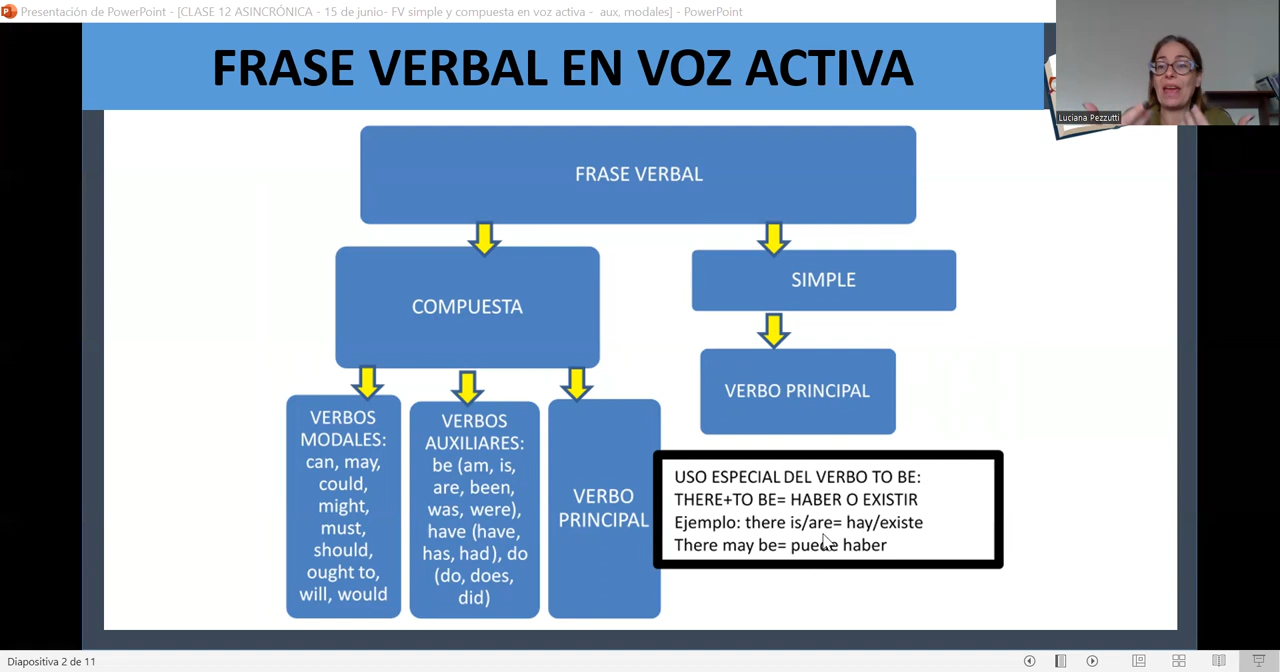 Presentación de PowerPoint - [CLASE 12 ASINCRÓNICA - 15 de junio- FV simple y compuesta en voz activa - aux, modales] - PowerPoint
FRASE VERBAL EN VOZ ACTIVA
Luciana Pezzutti
FRASE VERBAL
COMPUESTA
SIMPLE
VERBO PRINCIPAL
VERBOS
MODALES:
can, may,
could,
might,
must,
should,
ought to,
will, would
VERBOS
AUXILIARES:
be (am, is,
are, been,
was, were),
have (have,
has, had), do
(do, does,
did)
VERBO
PRINCIPAL
USO ESPECIAL DEL VERBO TO BE:
THERE+TO BE= HABER O EXISTIR
Ejemplo: there is/are= hay/existe
There may be= puede haber
Diapositiva 2 de 11